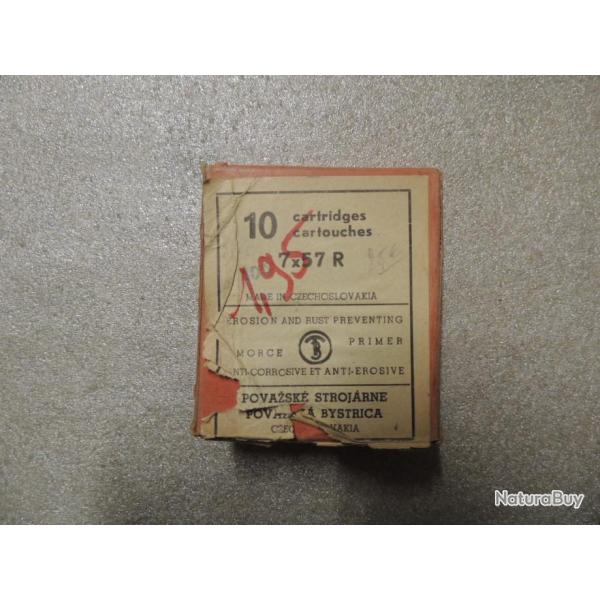 10 cartridges
cartouches
7x57 R
195
MADE IN CZECHOSLOVAKIA
EROSION AND RUST PREVENTING
MORCE PRIMER
ANTI-CORROSIVE ET ANTI-EROSIVE
POVAŽSKÉ STROJÁRNE
BYSTRICA
NaturaBuy